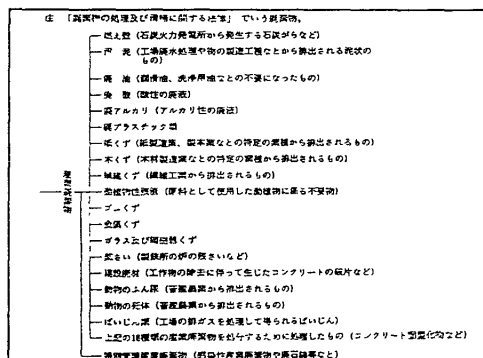 注 「廃棄物の処理及び清掃に関する法律」でいう廃棄物。
燃え殻（石炭火力発電所から発生する石炭がらなど）
汚 泥（工場廃水処理や物の製造工程などから排出される泥状の
もの）
廃 油（潤滑油、洗浄用油などの不要になったもの）
廃 酸（酸性の廃液）
廃アルカリ（アルカリ性の廃液）
廃プラスチック類
紙くず（紙製造業、製本業などの特定の業種から排出されるもの）
木くず（木材製造業などの特定の業種から排出されるもの）
繊維くず（繊維工業から排出されるもの）
動植物性残渣（原料として使用した動植物に係る不要物）
ゴムくず
金属くず
ガラス及び陶磁器くず
鉱さい（製鉄所の炉の残さいなど）
建設廃材（工作物の除去に伴って生じたコンクリートの破片など）
動物のふん尿（畜産農業から排出されるもの）
動物の死体（畜産農業から排出されるもの）
ばいじん類（工場の排ガスを処理して得られるばいじん）
上記の18種類の産業廃棄物を処分するために処理したもの（コンクリート固型化物など）
特別管理産業廃棄物（感染性産業廃棄物や廃石綿等など）
産業廃棄物